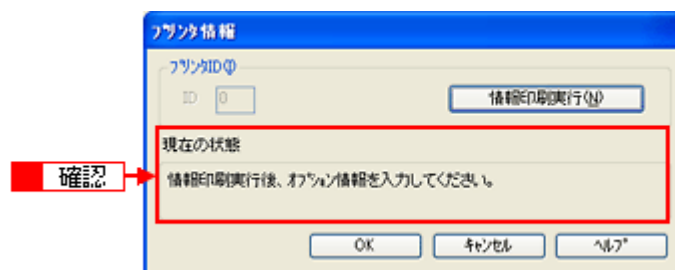 プリンタ情報
プリンタID(I)
ID 0
情報印刷実行(N)
現在の状態
確認
情報印刷実行後、オプション情報を入力してください。
OK キャンセル ヘルプ